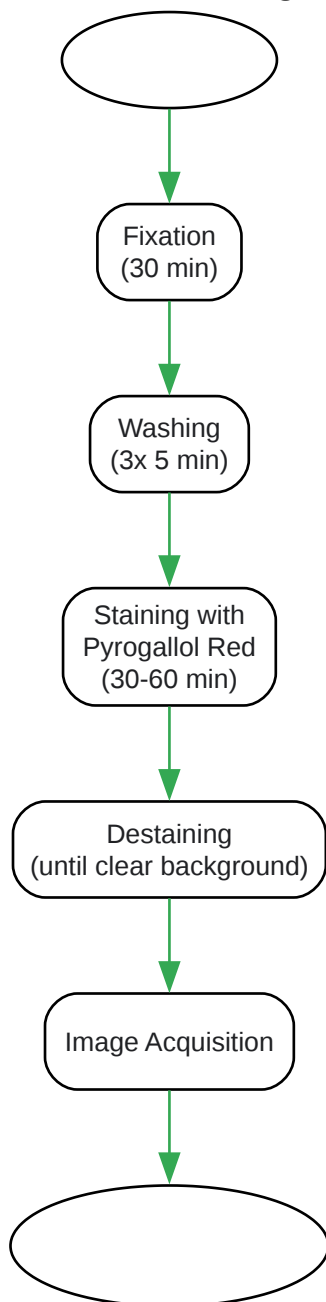 Fixation
(30 min)
Washing
(3x 5 min)
Staining with
Pyrogallol Red
(30-60 min)
Destaining
(until clear background)
Image Acquisition